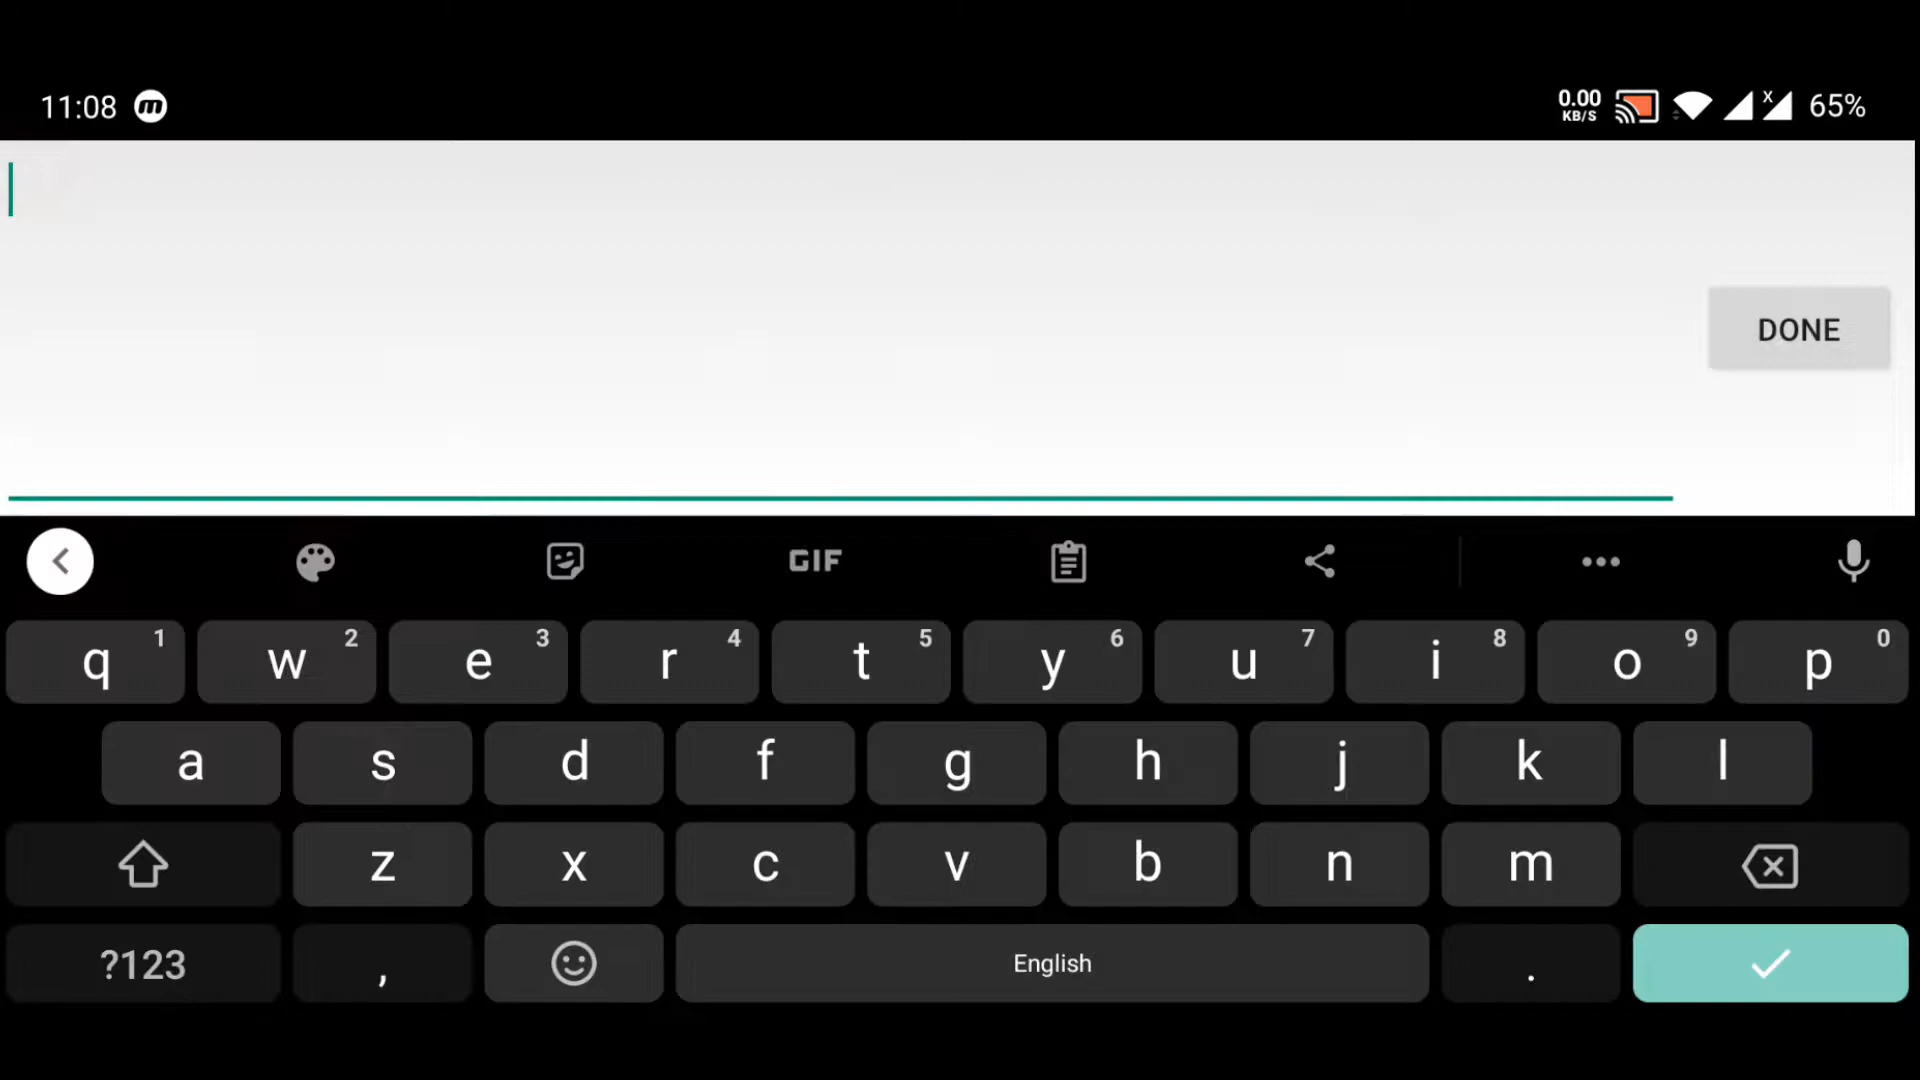 11:08 m 0.00 KB/S x 65%
DONE
GIF
q 1 w 2 e 3 r 4 t 5 y 6 u 7 i 8 o 9 p 0
a s d f g h j k l
z x c v b n m
?123 , English .